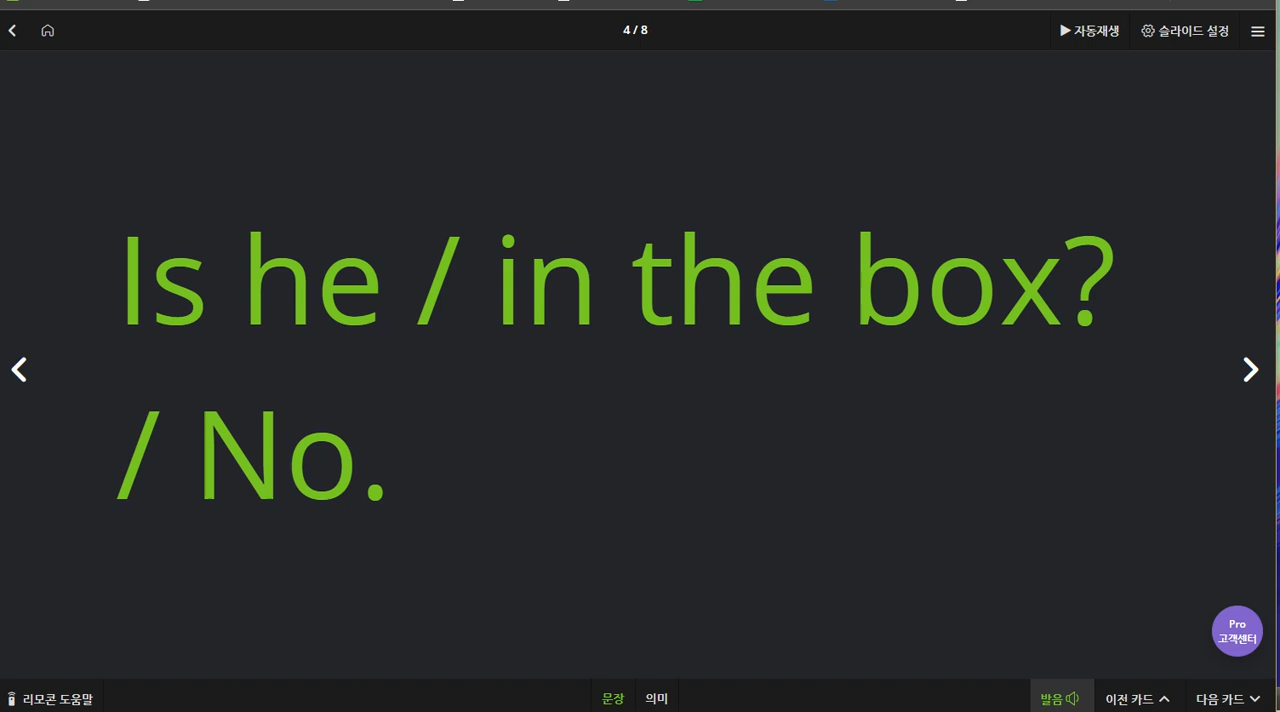 4 / 8
자동재생
슬라이드 설정
Is he / in the box?
/ No.
Pro
고객센터
리모콘 도움말
문장
의미
발음
이전 카드
다음 카드